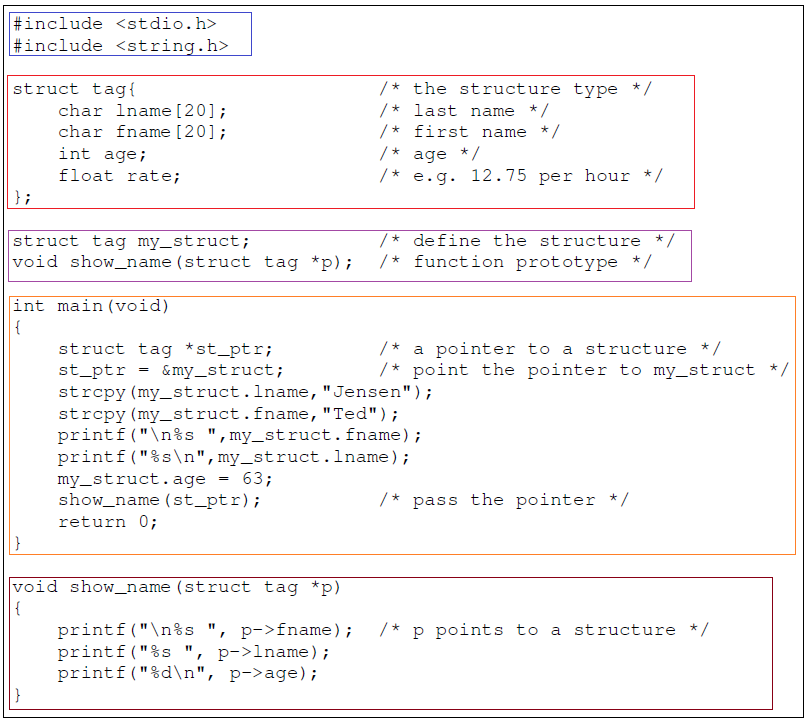 #include <stdio.h>
#include <string.h>
struct tag{                     /* the structure type */
    char lname[20];             /* last name */
    char fname[20];             /* first name */
    int age;                    /* age */
    float rate;                 /* e.g. 12.75 per hour */
};
struct tag my_struct;           /* define the structure */
void show_name(struct tag *p);  /* function prototype */
int main(void)
{
    struct tag *st_ptr;         /* a pointer to a structure */
    st_ptr = &my_struct;        /* point the pointer to my_struct */
    strcpy(my_struct.lname,"Jensen");
    strcpy(my_struct.fname,"Ted");
    printf("\n%s ",my_struct.fname);
    printf("%s\n",my_struct.lname);
    my_struct.age = 63;
    show_name(st_ptr);          /* pass the pointer */
    return 0;
}
void show_name(struct tag *p)
{
    printf("\n%s ", p->fname);  /* p points to a structure */
    printf("%s ", p->lname);
    printf("%d\n", p->age);
}